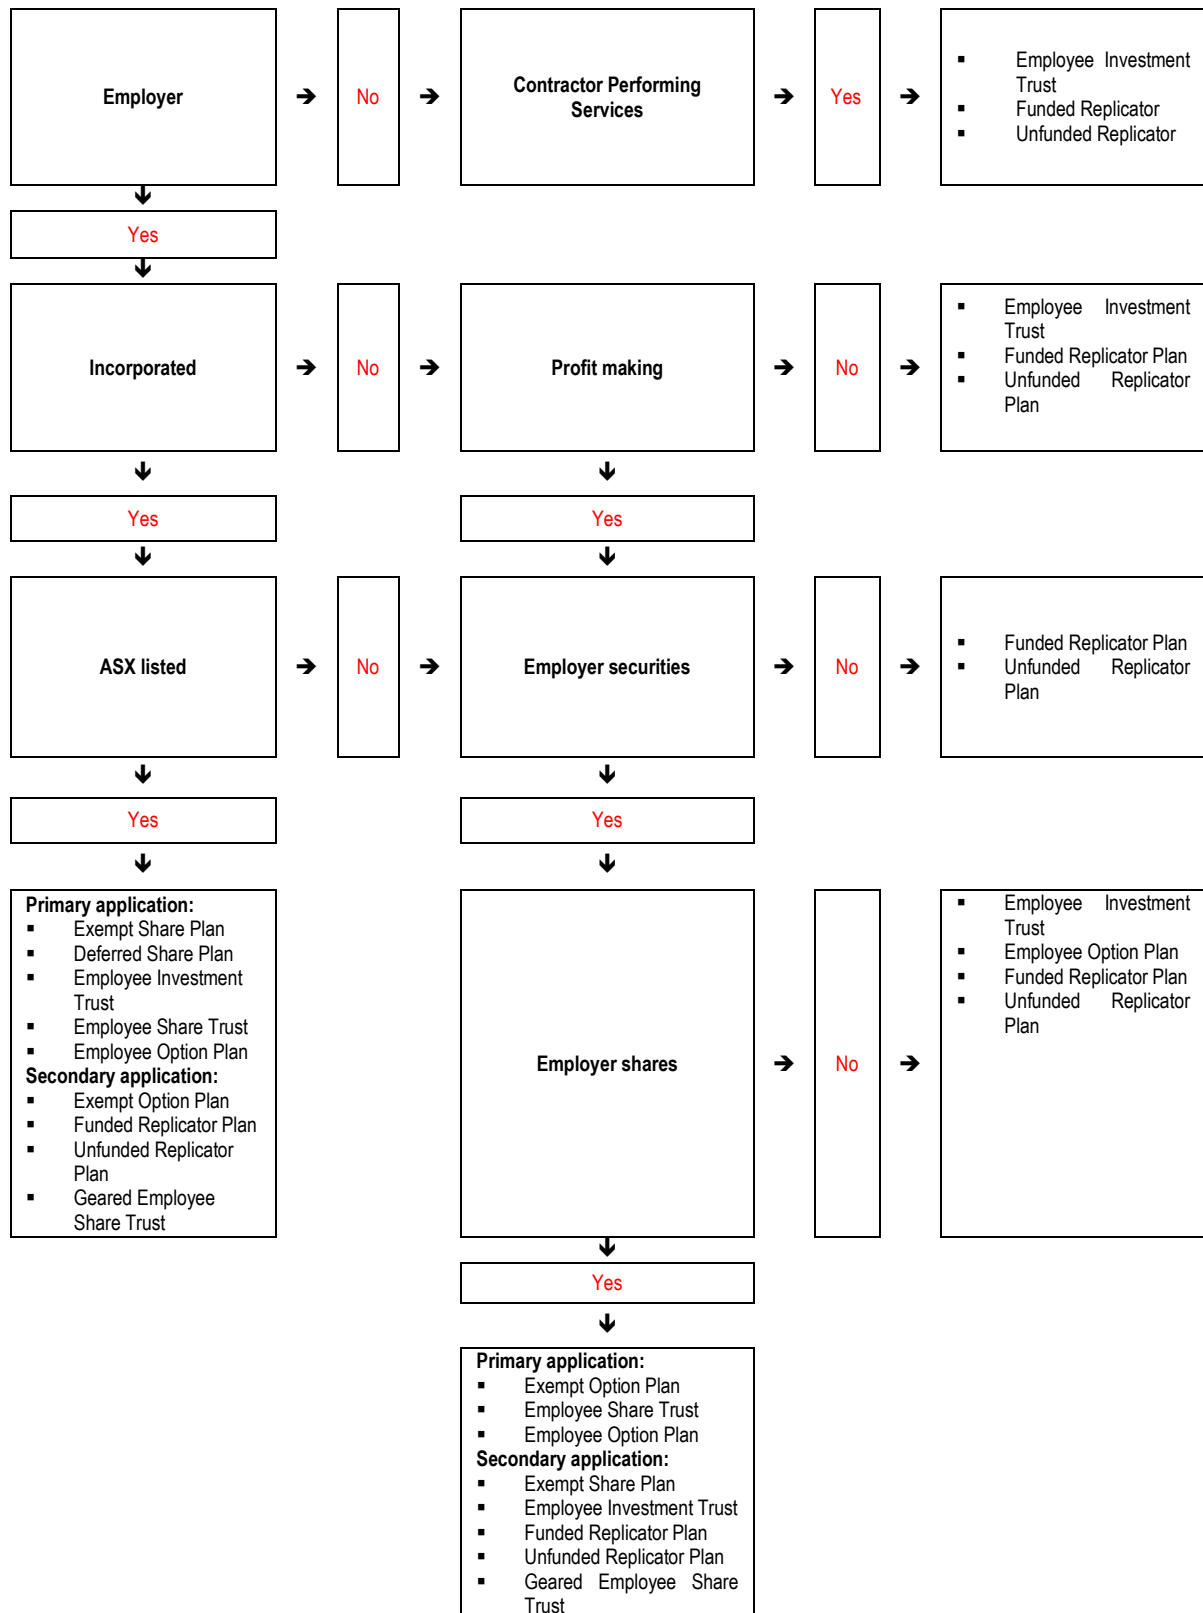 Employer
No
Contractor Performing
Services
Yes
▪ Employee Investment
Trust
▪ Funded Replicator
▪ Unfunded Replicator
Yes
Incorporated
No
Profit making
No
▪ Employee Investment
Trust
▪ Funded Replicator Plan
▪ Unfunded Replicator
Plan
Yes
Yes
ASX listed
No
Employer securities
No
▪ Funded Replicator Plan
▪ Unfunded Replicator
Plan
Yes
Yes
Primary application:
▪ Exempt Share Plan
▪ Deferred Share Plan
▪ Employee Investment
Trust
▪ Employee Share Trust
▪ Employee Option Plan
Secondary application:
▪ Exempt Option Plan
▪ Funded Replicator Plan
▪ Unfunded Replicator
Plan
▪ Geared Employee
Share Trust
Employer shares
No
▪ Employee Investment
Trust
▪ Employee Option Plan
▪ Funded Replicator Plan
▪ Unfunded Replicator
Plan
Yes
Primary application:
▪ Exempt Option Plan
▪ Employee Share Trust
▪ Employee Option Plan
Secondary application:
▪ Exempt Share Plan
▪ Employee Investment Trust
▪ Funded Replicator Plan
▪ Unfunded Replicator Plan
▪ Geared Employee Share
Trust